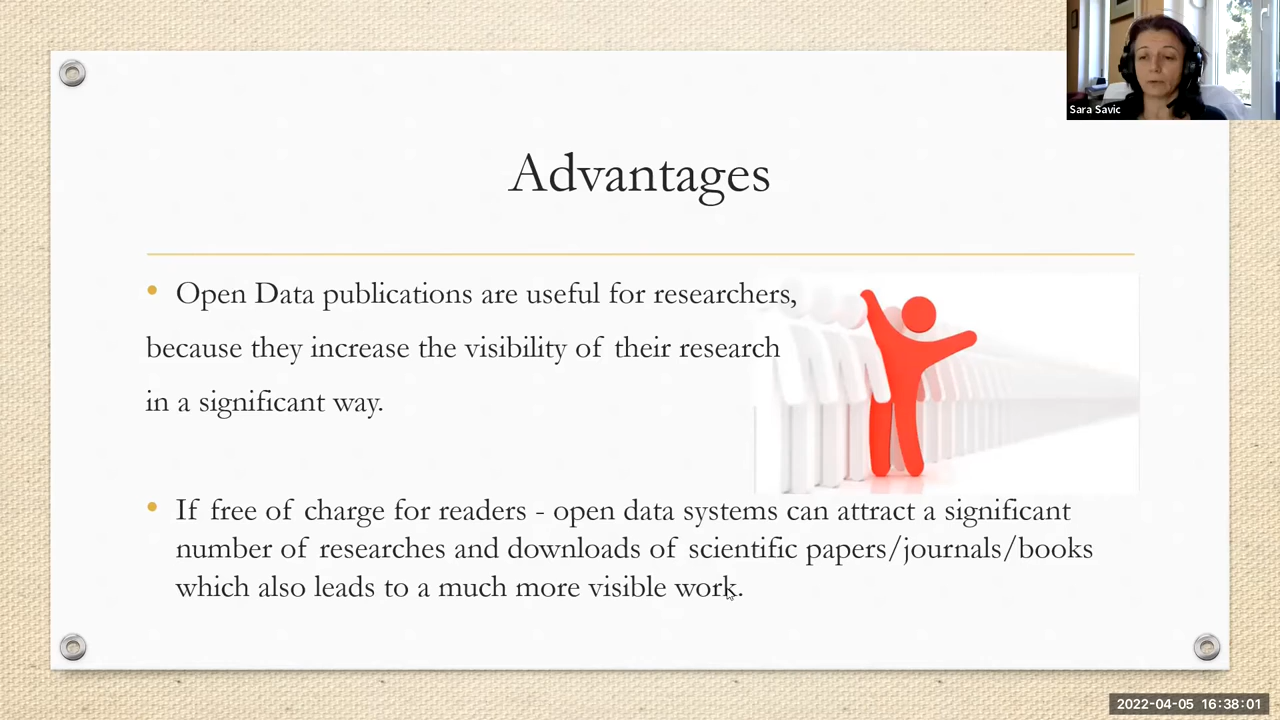 Sara Savic
Advantages
• Open Data publications are useful for researchers,
because they increase the visibility of their research
in a significant way.
• If free of charge for readers - open data systems can attract a significant
number of researches and downloads of scientific papers/journals/books
which also leads to a much more visible work.
2022-04-05 16:38:01